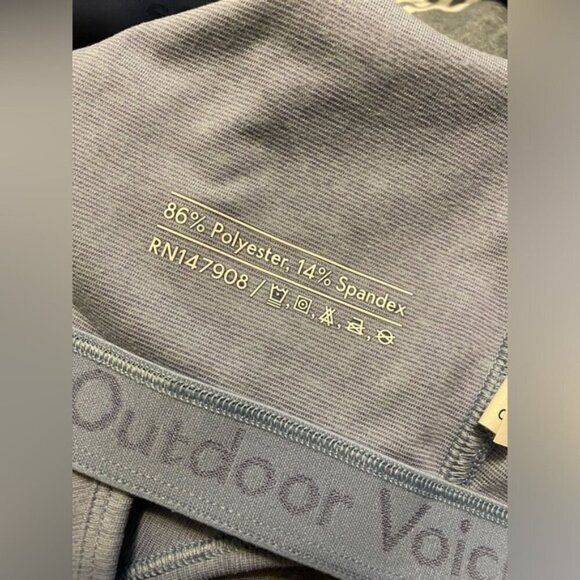 86% Polyester, 14% Spandex
RN147908 /
Outdoor Voic